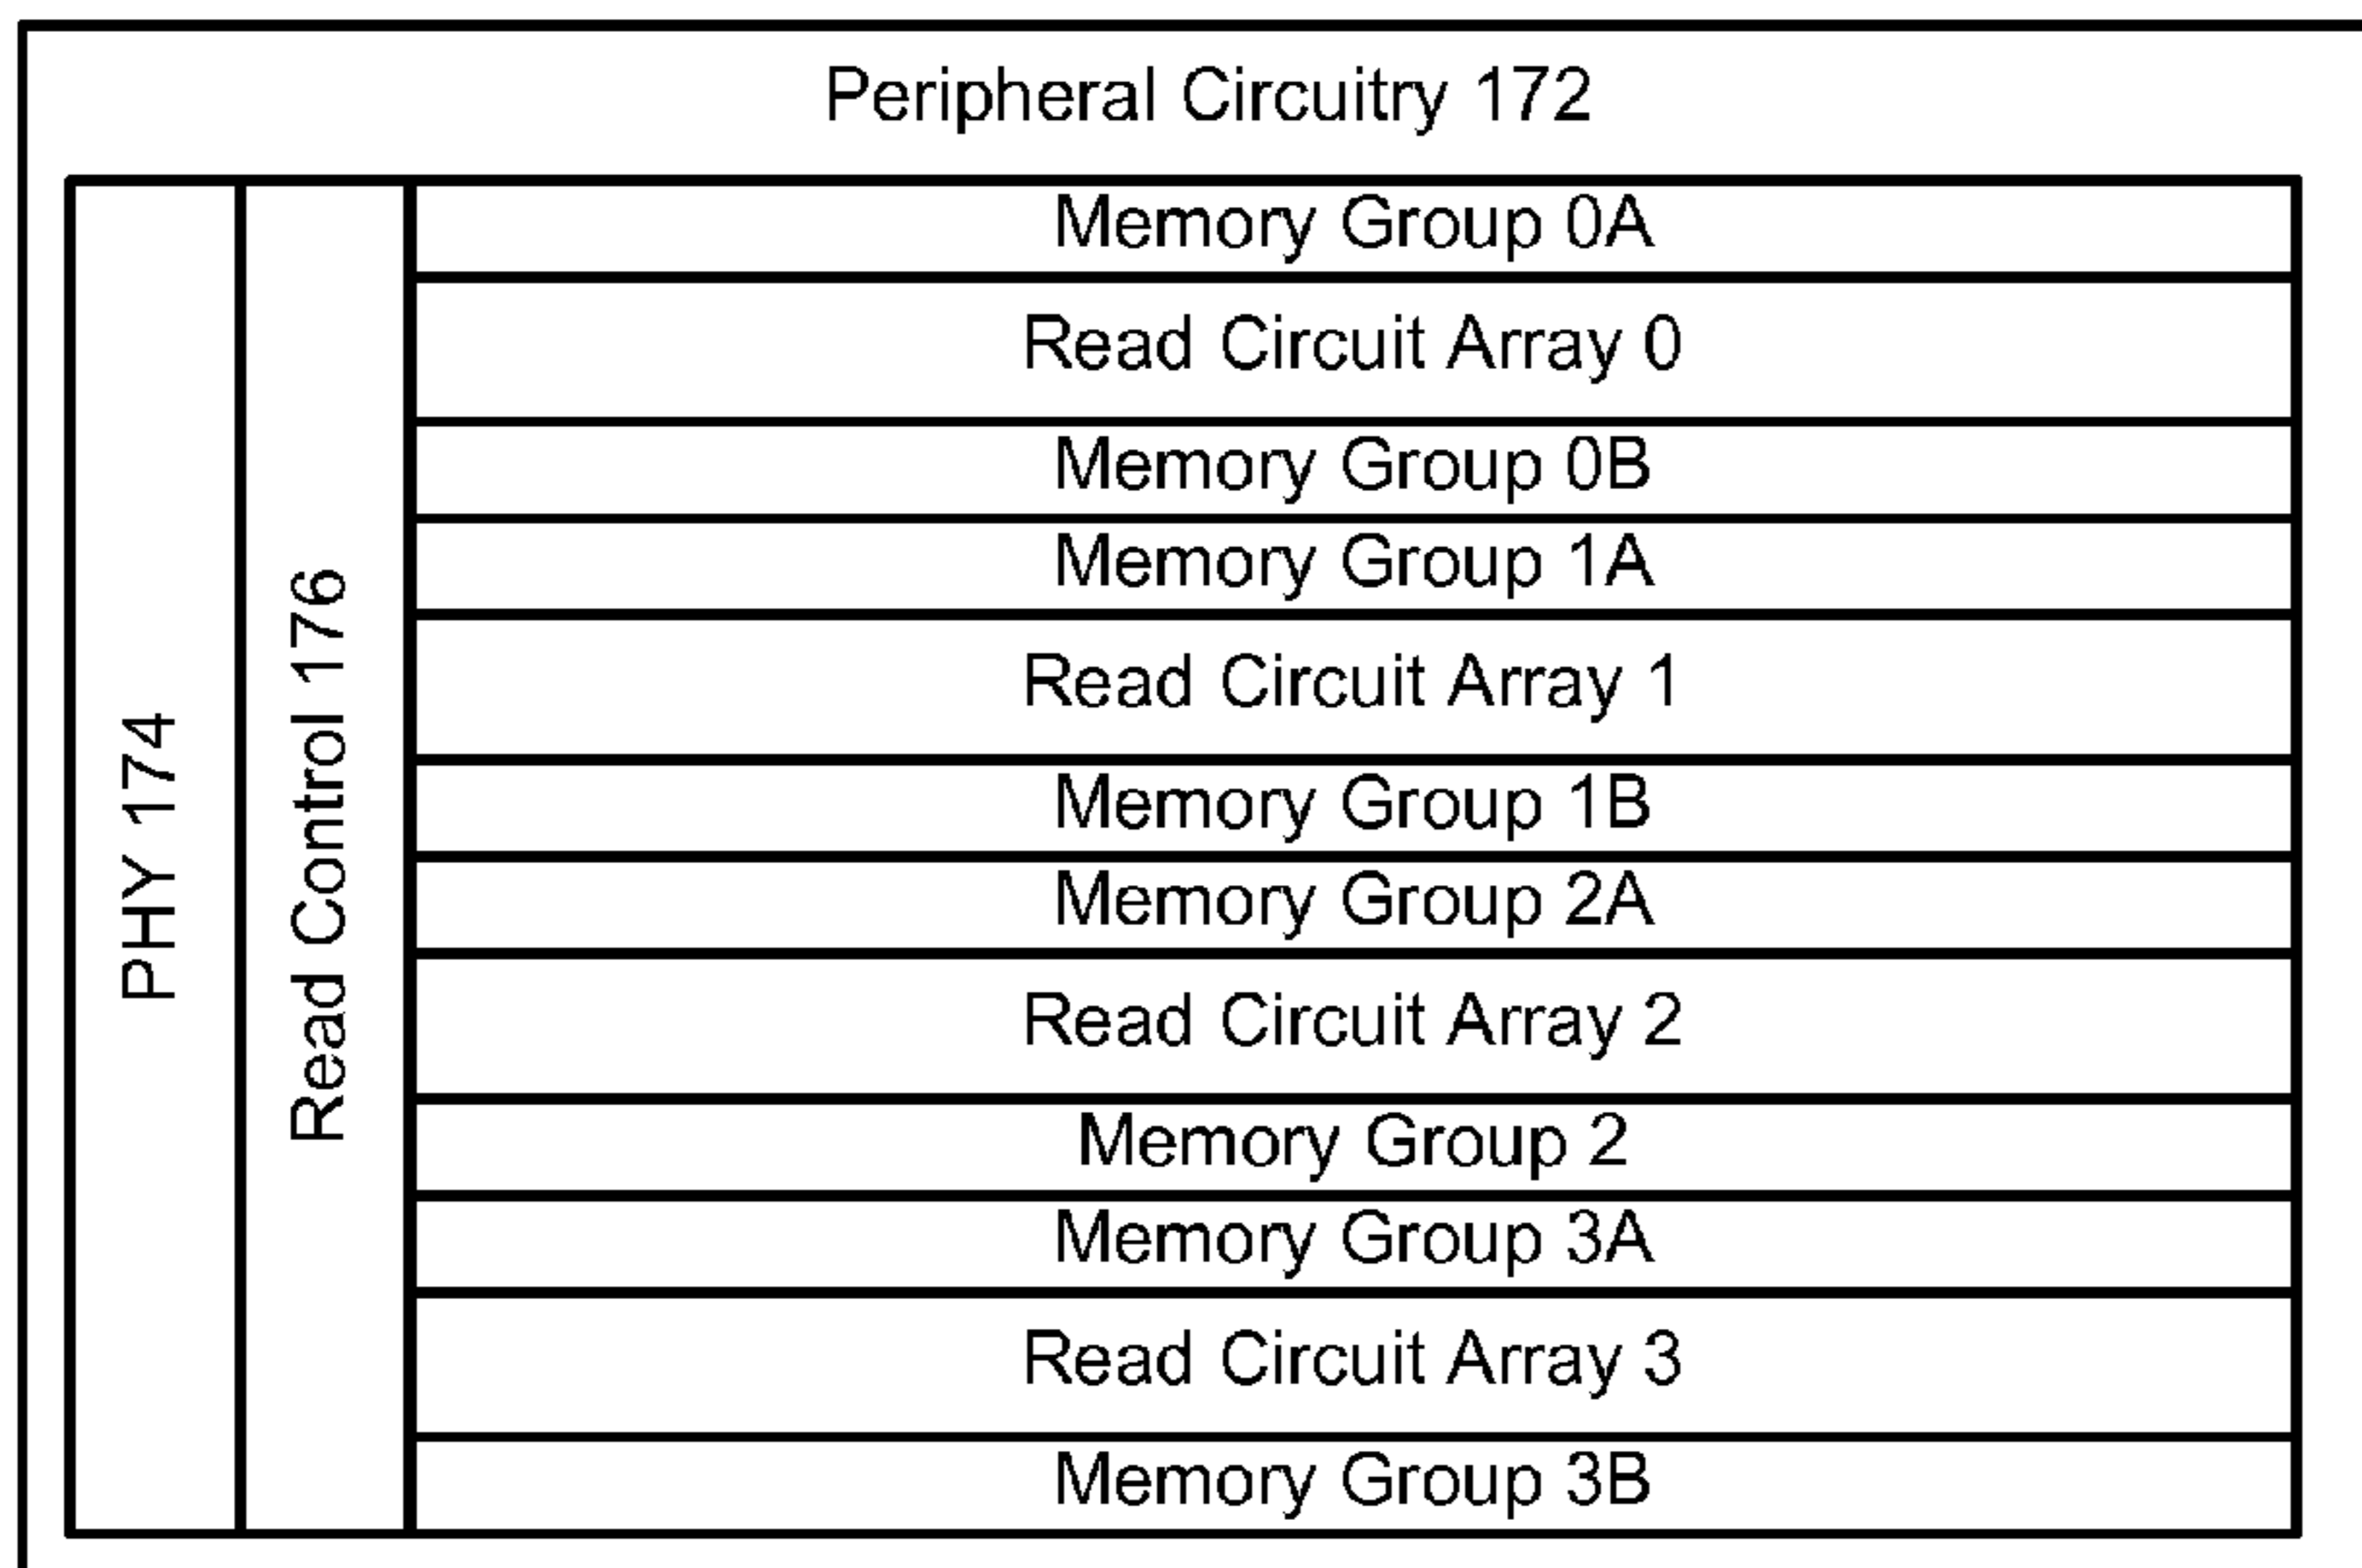 Peripheral Circuitry 172
PHY 174
Read Control 176
Memory Group 0A
Read Circuit Array 0
Memory Group 0B
Memory Group 1A
Read Circuit Array 1
Memory Group 1B
Memory Group 2A
Read Circuit Array 2
Memory Group 2
Memory Group 3A
Read Circuit Array 3
Memory Group 3B